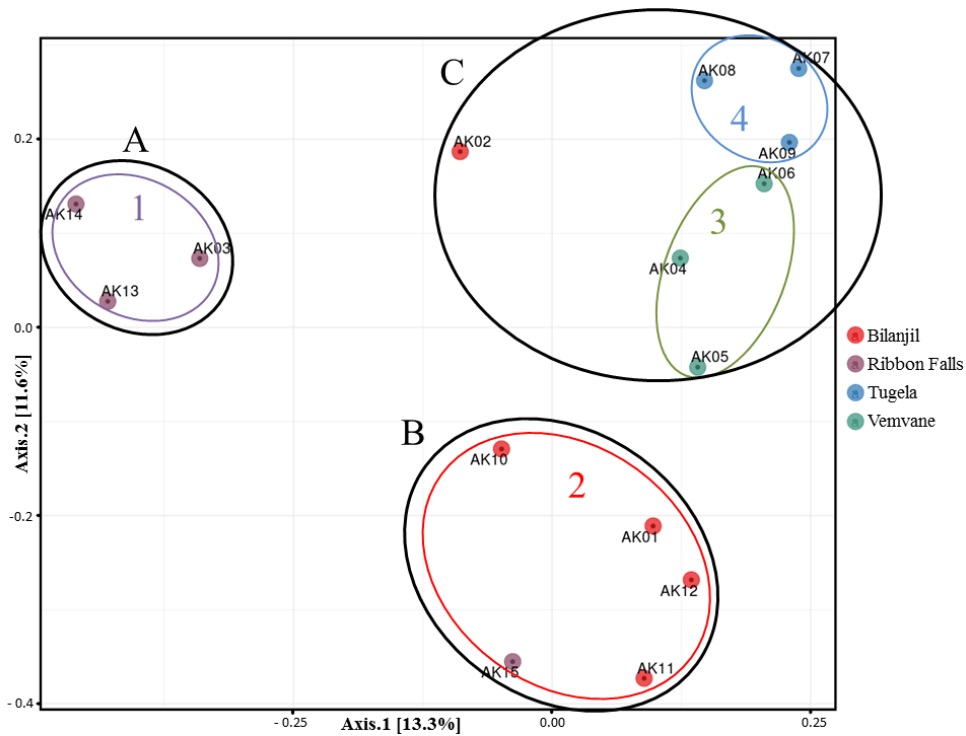 C
AK07
AK08
4
0.2
A
AK02
AK09
AK06
1
3
AK14
AK03
AK04
AK13
0.0
AK05
Bilanjil
a Ribbon Falls
a Tugela
a Vemvane
Axis.2 [11.6%]
B
AK10
2
-0.2
AK01
AK12
AK15
AK11
-0.4
- 0.25
Axis.1 [13.3%]
0.00
0.25